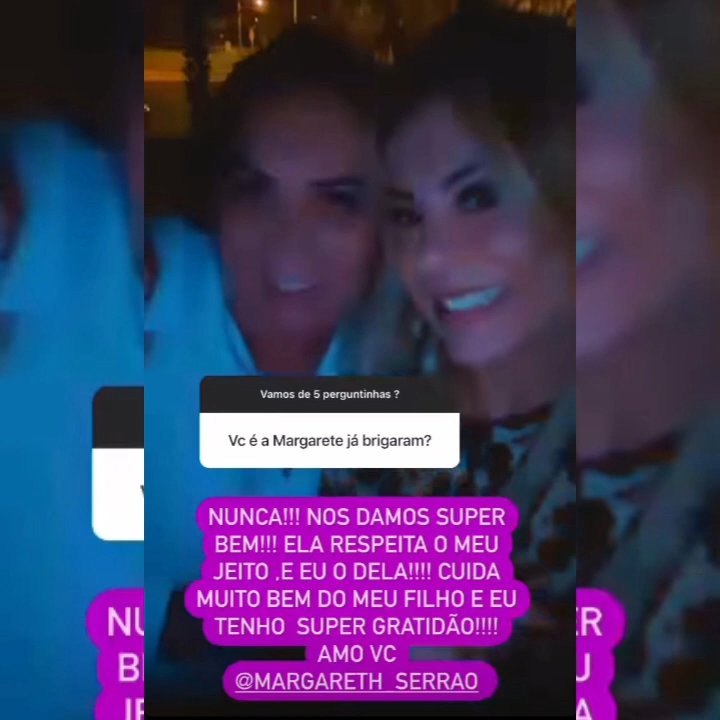 Vamos de 5 perguntinhas ?
Vc é a Margarete já brigaram?
NUNCA!!! NOS DAMOS SUPER
BEM!!! ELA RESPEITA O MEU
JEITO ,E EU O DELA!!!! CUIDA
MUITO BEM DO MEU FILHO E EU
TENHO SUPER GRATIDÃO!!!!
AMO VC
@MARGARETH_SERRAO